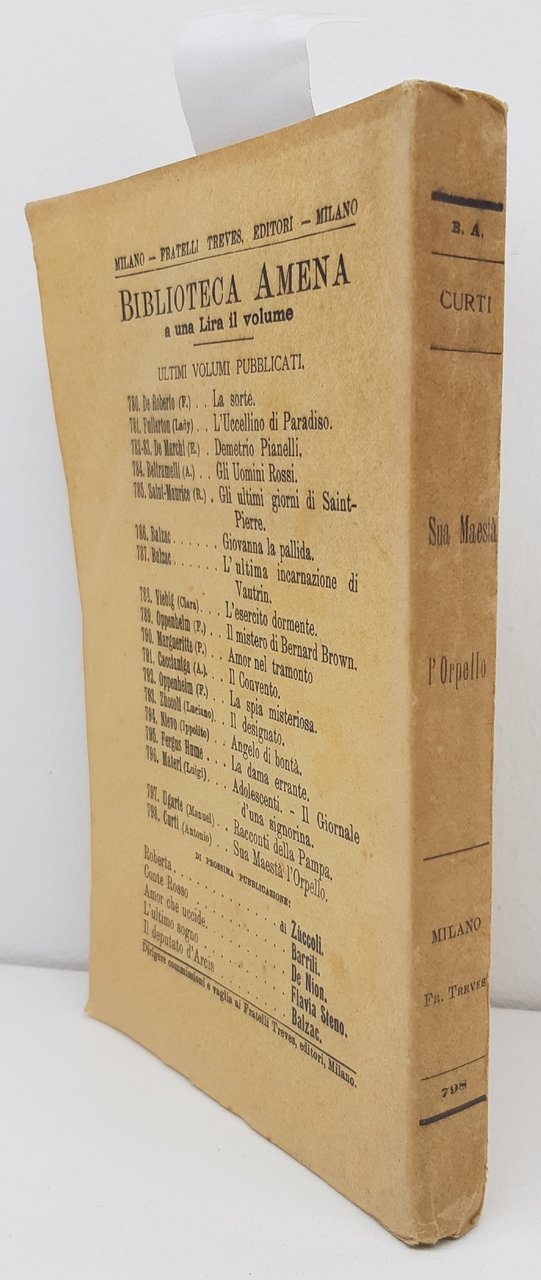 MILANO — FRATELLI TREVES, EDITORI — MILANO
BIBLIOTECA AMENA
a una Lira il volume
ULTIMI VOLUMI PUBBLICATI.
780. De Roberto (F.) . . La sorte.
781. Fullerton (Lady) . . L'Uccellino di Paradiso.
782-83. De Marchi (E.) . Demetrio Pianelli.
784. Beltramelli (A.) . . Gli Uomini Rossi.
785. Saint-Maurice (R.) . Gli ultimi giorni di Saint-
Pierre.
786. Balzac . . . . . . Giovanna la pallida.
787. Balzac . . . . . . L'ultima incarnazione di
Vautrin.
788. Viebig (Clara) . . . L'esercito dormente.
789. Oppenheim (F.) . . . Il mistero di Bernard Brown.
790. Margueritte (P.) . . Amor nel tramonto
791. Caccianiga (A.) . . . Il Convento.
792. Oppenheim (F.) . . . La spia misteriosa.
793. Zùccoli (Luciano) . . Il designato.
794. Nievo (Ippolito) . . Angelo di bontà.
795. Fergus Hume . . . La dama errante.
796. Materi (Luigi) . . . Adolescenti. - Il Giornale
d'una signorina.
797. Ugarte (Manuel) . . Racconti della Pampa.
798. Curti (Antonio) . . Sua Maestà l'Orpello.
DI PROSSIMA PUBBLICAZIONE:
Roberta . . . . . . . . di Zùccoli.
Conte Rosso . . . . . . . . Barrili.
Amor che uccide . . . . . . . De Nion.
L'ultimo sogno . . . . . . . Flavia Steno.
Il deputato d'Arcis . . . . . . Balzac.
Dirigere commissioni e vaglia ai Fratelli Treves, editori, Milano.
B. A.
CURTI
Sua Maestà
l'Orpello
MILANO
FR. TREVES
798